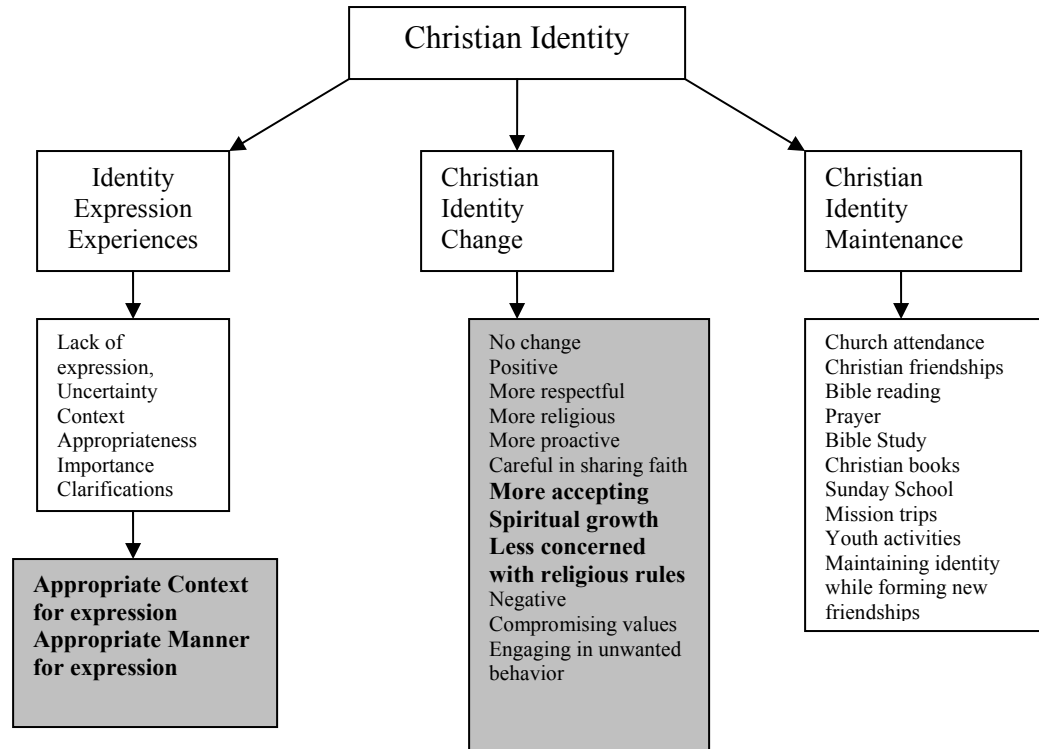 Christian Identity
Identity
Expression
Experiences
Lack of
expression,
Uncertainty
Context
Appropriateness
Importance
Clarifications
Appropriate Context
for expression
Appropriate Manner
for expression
Christian
Identity
Change
No change
Positive
More respectful
More religious
More proactive
Careful in sharing faith
More accepting
Spiritual growth
Less concerned
with religious rules
Negative
Compromising values
Engaging in unwanted
behavior
Christian
Identity
Maintenance
Church attendance
Christian friendships
Bible reading
Prayer
Bible Study
Christian books
Sunday School
Mission trips
Youth activities
Maintaining identity
while forming new
friendships